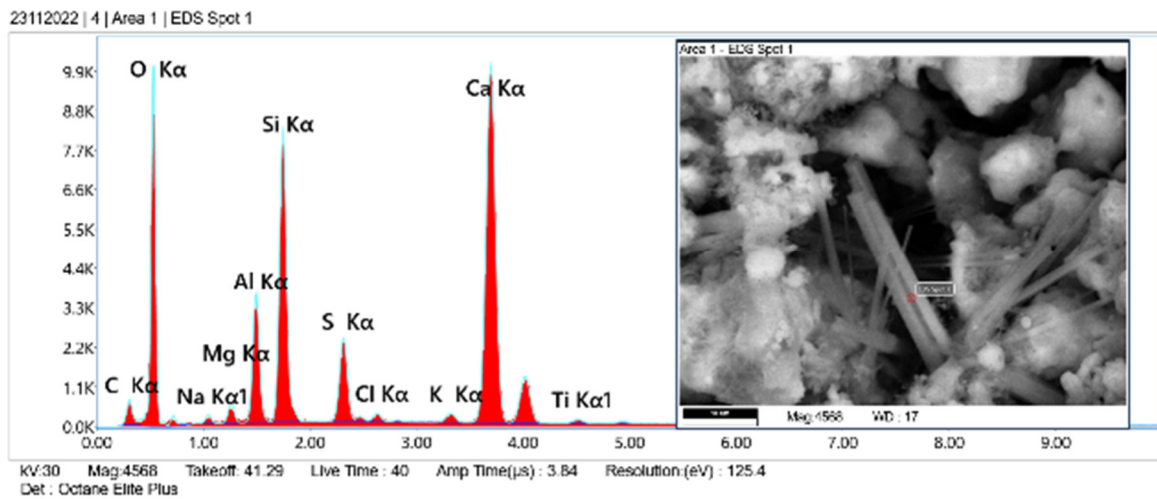 23112022 | 4 | Area 1 | EDS Spot 1
Area 1 - EDS Spot 1
9.9K
8.8K
7.7K
6.6K
5.5K
4.4K
3.3K
2.2K
1.1K
0.0K
O Kα
Ca Kα
Si Kα
Al Kα
S Kα
Mg Kα
C Kα
Na Kα1
Cl Kα
K Kα
Ti Kα1
EDS Spot 1
Mag:4568 WD : 17
0.00 1.00 2.00 3.00 4.00 5.00 6.00 7.00 8.00 9.00
KV:30 Mag:4568 Takeoff: 41.29 Live Time : 40 Amp Time(μs) : 3.84 Resolution:(eV) : 125.4
Det : Octane Elite Plus